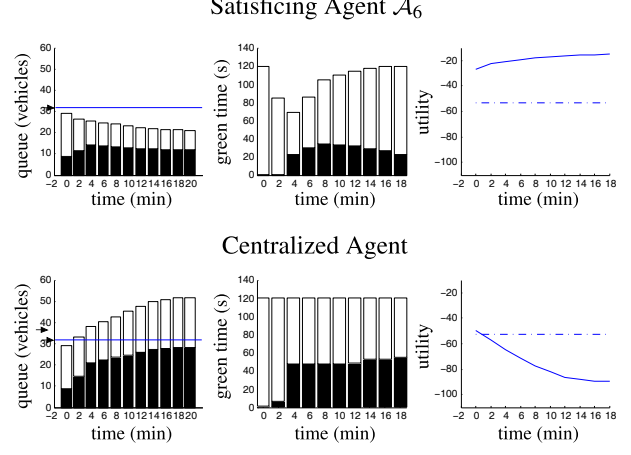 Satisficing Agent A6
60
50
40
30
20
10
0
−2 0 2 4 6 8 10 12 14 16 18 20
queue (vehicles)
time (min)
140
120
100
80
60
40
20
0
0 2 4 6 8 10 12 14 16 18
green time (s)
time (min)
−20
−40
−60
−80
−100
−2 0 2 4 6 8 10 12 14 16 18
utility
time (min)
Centralized Agent
60
50
40
30
20
10
0
−2 0 2 4 6 8 10 12 14 16 18 20
queue (vehicles)
time (min)
140
120
100
80
60
40
20
0
0 2 4 6 8 10 12 14 16 18
green time (s)
time (min)
−20
−40
−60
−80
−100
−2 0 2 4 6 8 10 12 14 16 18
utility
time (min)